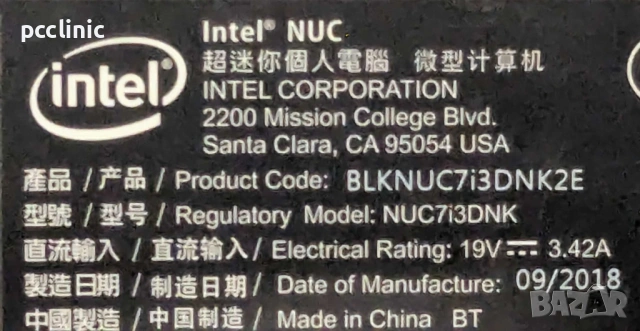 pcclinic
intel
Intel® NUC
超迷你個人電腦 微型计算机
INTEL CORPORATION
2200 Mission College Blvd.
Santa Clara, CA 95054 USA
產品 / 产品 / Product Code: BLKNUC7i3DNK2E
型號 / 型号 / Regulatory Model: NUC7i3DNK
直流輸入 / 直流输入 / Electrical Rating: 19V⎓3.42A
製造日期 / 制造日期 / Date of Manufacture: 09/2018
中國製造 / 中国制造 / Made in China BT
BAZAR